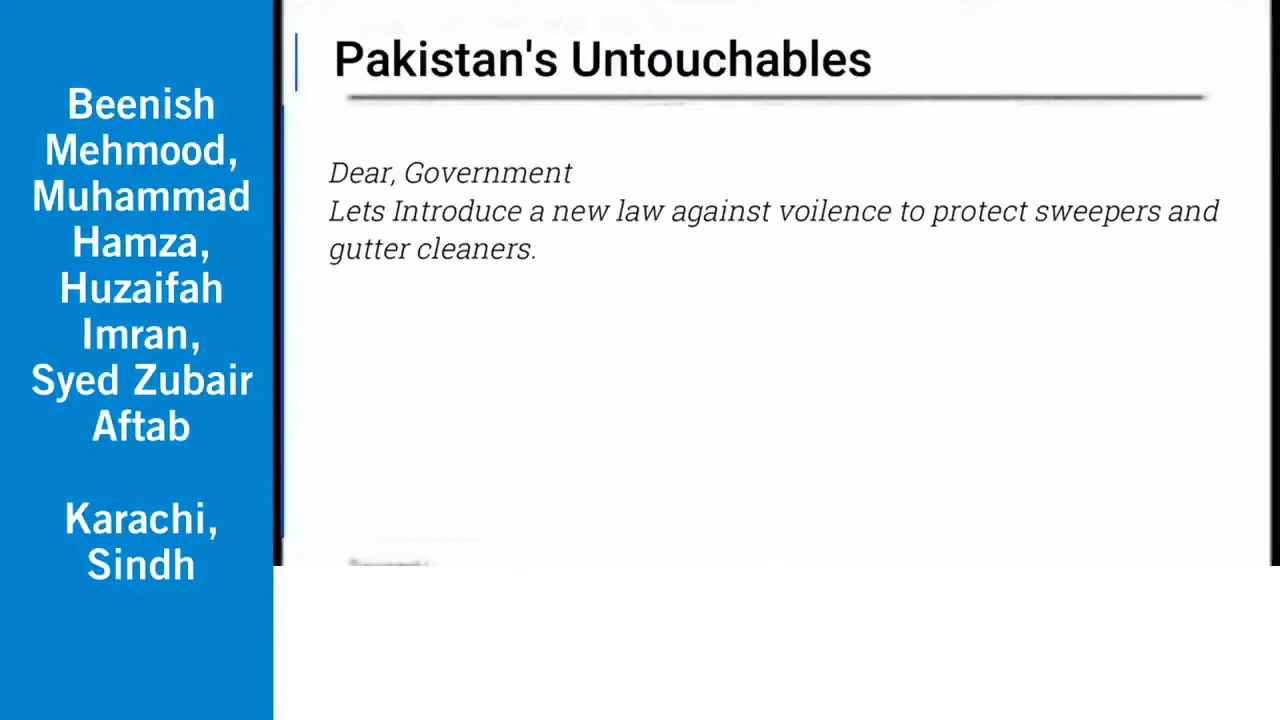 Beenish
Mehmood,
Muhammad
Hamza,
Huzaifah
Imran,
Syed Zubair
Aftab
Karachi,
Sindh
Pakistan's Untouchables
Dear, Government
Lets Introduce a new law against voilence to protect sweepers and
gutter cleaners.